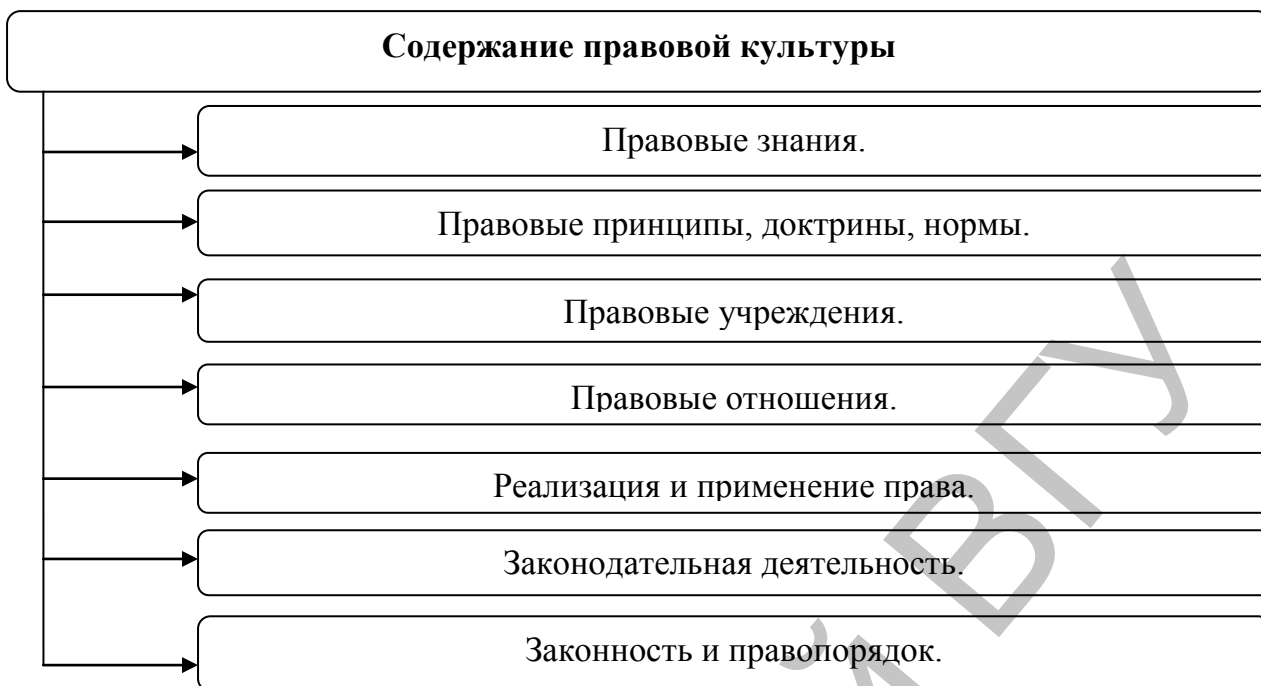 Содержание правовой культуры
Правовые знания.
Правовые принципы, доктрины, нормы.
Правовые учреждения.
Правовые отношения.
Реализация и применение права.
Законодательная деятельность.
Законность и правопорядок.
Й ВГУ